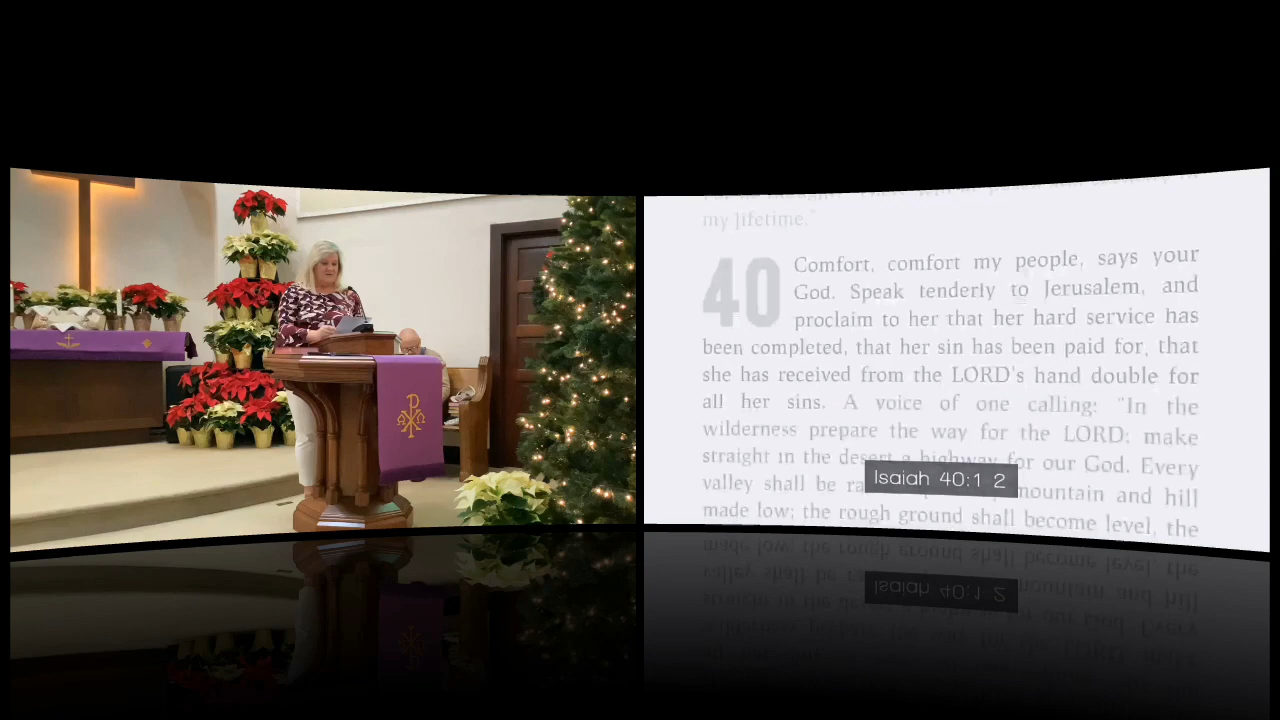 my lifetime."
40 Comfort, comfort my people, says your
God. Speak tenderly to Jerusalem, and
proclaim to her that her hard service has
been completed, that her sin has been paid for, that
she has received from the LORD's hand double for
all her sins. A voice of one calling: "In the
wilderness prepare the way for the LORD; make
straight in the desert a highway for our God. Every
valley shall be mountain and hill
made low; the rough ground shall become level, the
Isaiah 40:1 2